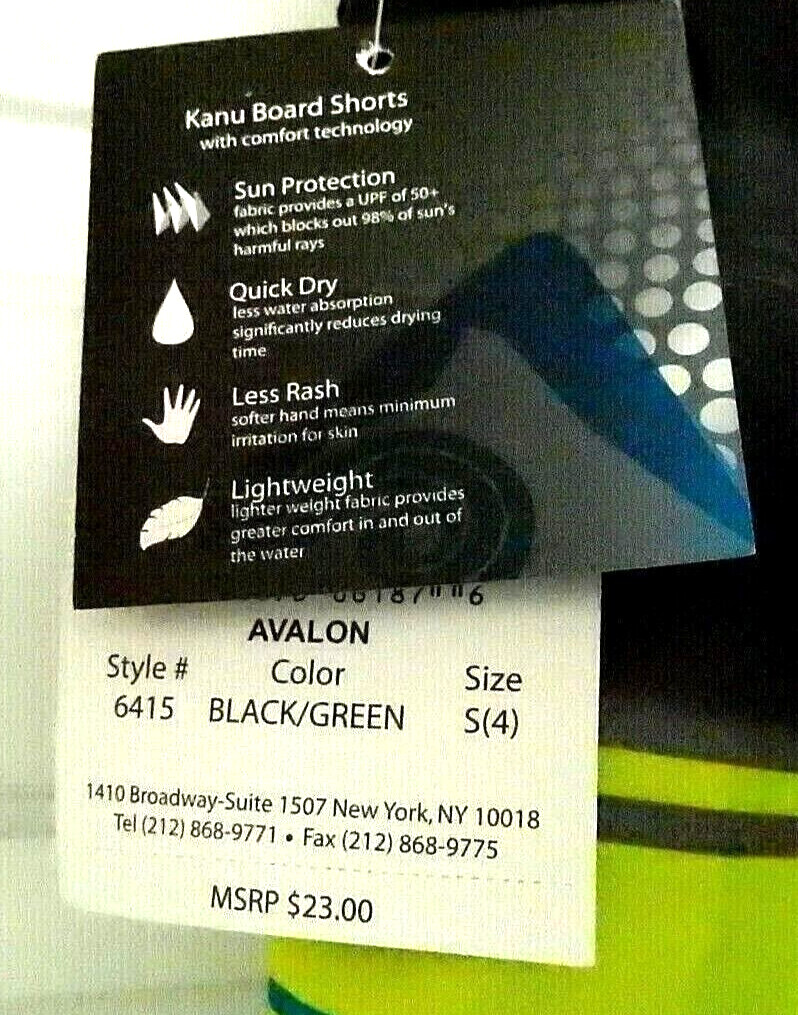 Kanu Board Shorts
with comfort technology
Sun Protection
fabric provides a UPF of 50+
which blocks out 98% of sun's
harmful rays
Quick Dry
less water absorption
significantly reduces drying
time
Less Rash
softer hand means minimum
irritation for skin
Lightweight
lighter weight fabric provides
greater comfort in and out of
the water
AVALON
Style # Color Size
6415 BLACK/GREEN S(4)
1410 Broadway-Suite 1507 New York, NY 10018
Tel (212) 868-9771 • Fax (212) 868-9775
MSRP $23.00